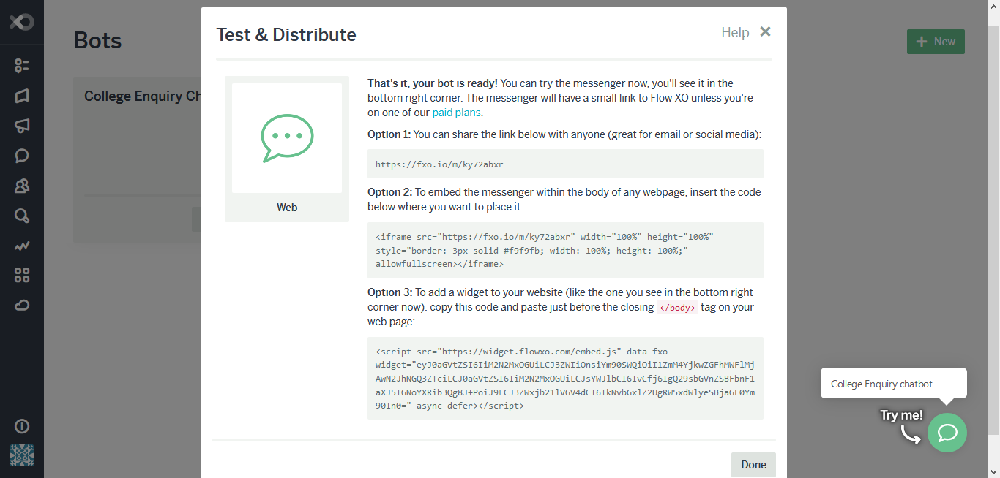 Bots
+ New
College Enquiry Ch
Test & Distribute
Help ×
Web
That's it, your bot is ready! You can try the messenger now, you'll see it in the
bottom right corner. The messenger will have a small link to Flow XO unless you're
on one of our paid plans.
Option 1: You can share the link below with anyone (great for email or social media):
https://fxo.io/m/ky72abxr
Option 2: To embed the messenger within the body of any webpage, insert the code
below where you want to place it:
<iframe src="https://fxo.io/m/ky72abxr" width="100%" height="100%"
style="border: 3px solid #f9f9fb; width: 100%; height: 100%;"
allowfullscreen></iframe>
Option 3: To add a widget to your website (like the one you see in the bottom right
corner now), copy this code and paste just before the closing </body> tag on your
web page:
<script src="https://widget.flowxo.com/embed.js" data-fxo-
widget="eyJ0aGVtZSI6IiM2N2MxOGUiLCJ3ZWIiOnsiYm90SWQiOiI1ZmM4YjkwZGFhMWFlMj
AwN2JhNGQ3ZTciLCJ0aGVtZSI6IiM2N2MxOGUiLCJsYWJlbCI6IvCfj6IgQ29sbGVnZSBFbnF1
aXJ5IGNoYXRib3Qg8J+PoiJ9LCJ3ZWxjb21lVGV4dCI6IkNvbGxlZ2UgRW5xdWlyeSBjaGF0Ym
90In0=" async defer></script>
Done
College Enquiry chatbot
Try me!